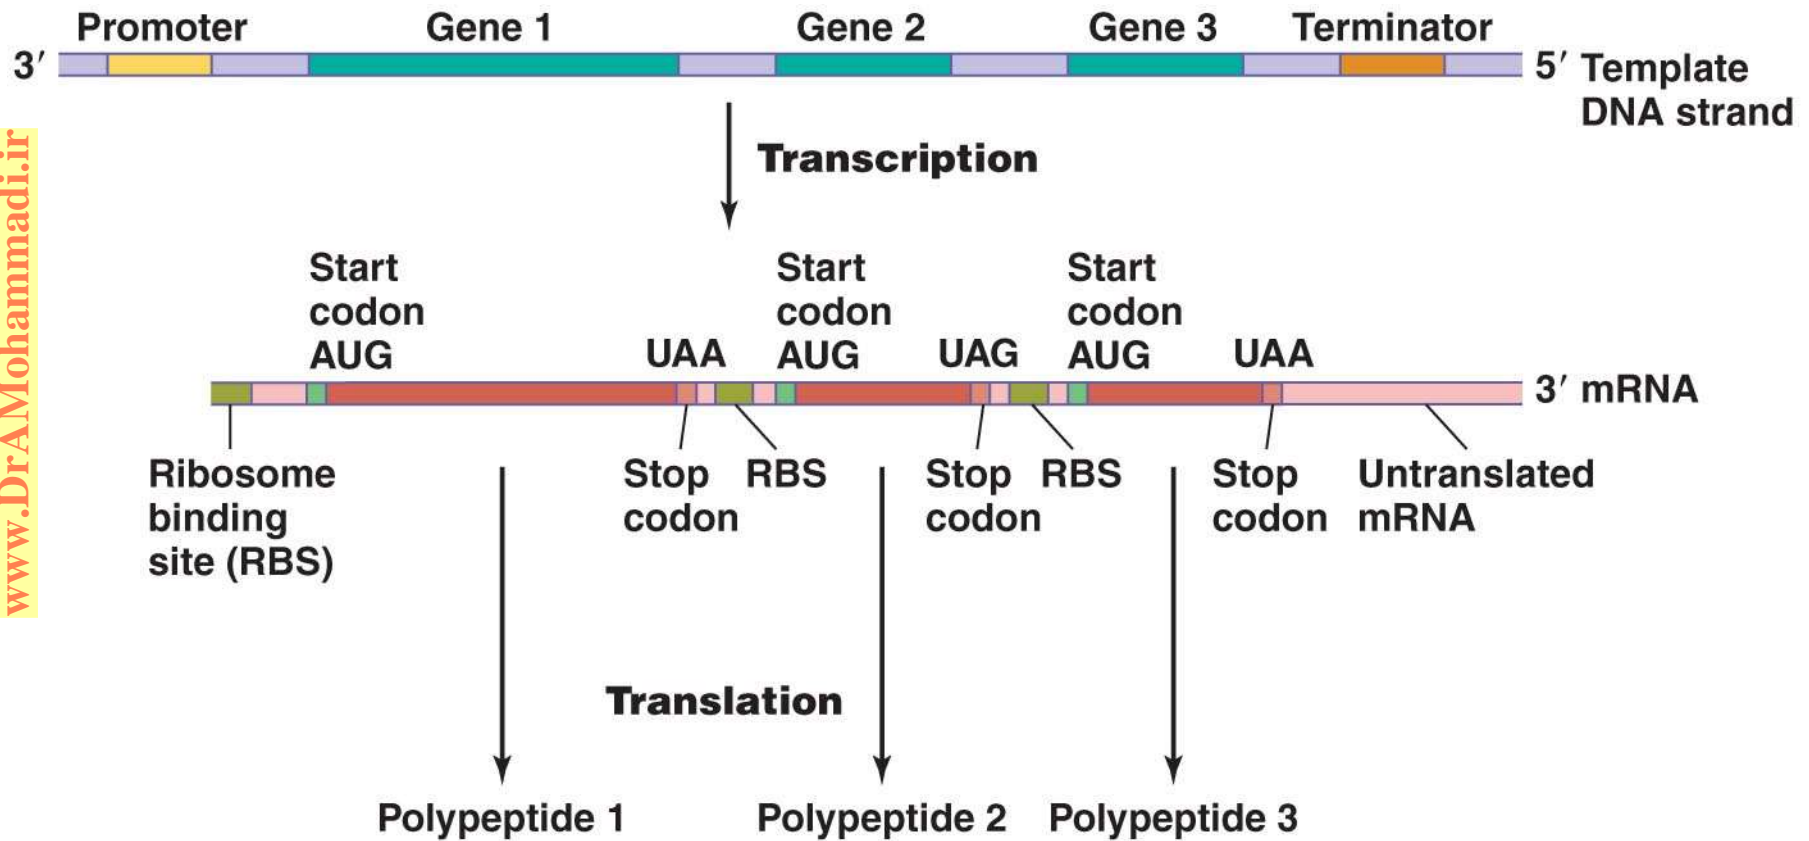 Promoter Gene 1 Gene 2 Gene 3 Terminator
3′ 5′ Template
DNA strand
Transcription
Start Start Start
codon codon codon
AUG UAA AUG UAG AUG UAA
3′ mRNA
Ribosome Stop RBS Stop RBS Stop Untranslated
binding codon codon codon mRNA
site (RBS)
Translation
Polypeptide 1 Polypeptide 2 Polypeptide 3
www.DrAMohammadi.ir